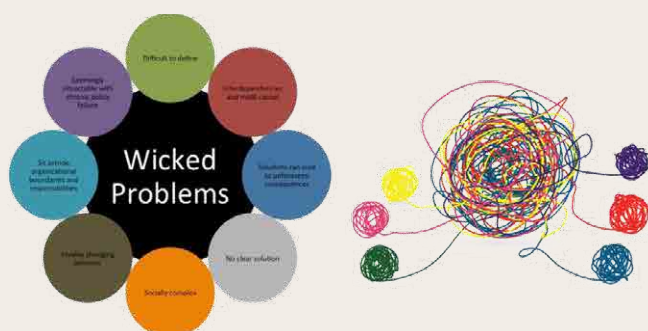 Wicked
Problems
Difficult to define
Interdependencies
and multi-causal
Solutions can lead
to unforeseen
consequences
No clear solution
Socially complex
Involve changing
behaviour
Sit astride
organisational
boundaries and
responsibilities
Seemingly
intractable with
chronic policy
failure